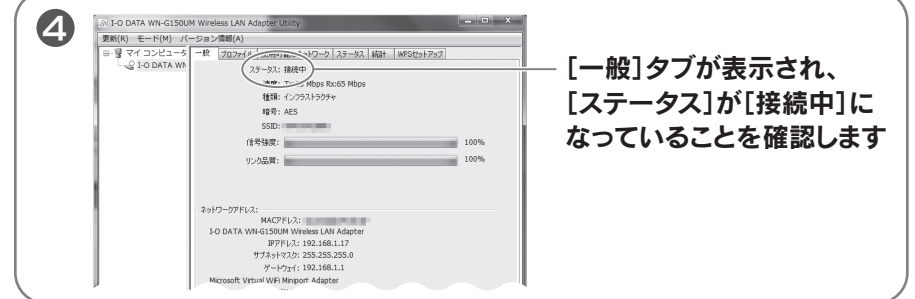 4
I-O DATA WN-G150UM Wireless LAN Adapter Utility
更新(R) モード(M) バージョン情報(A)
マイ コンピュータ
I-O DATA WN
一般 プロファイル ネットワーク ステータス 統計 WPSセットアップ
ステータス: 接続中
Mbps Rx:65 Mbps
種類: インフラストラクチャ
暗号: AES
SSID:
信号強度: 100%
リンク品質: 100%
ネットワークアドレス:
MACアドレス:
I-O DATA WN-G150UM Wireless LAN Adapter
IPアドレス: 192.168.1.17
サブネットマスク: 255.255.255.0
ゲートウェイ: 192.168.1.1
Microsoft Virtual WiFi Miniport Adapter
[一般]タブが表示され、
[ステータス]が[接続中]に
なっていることを確認します